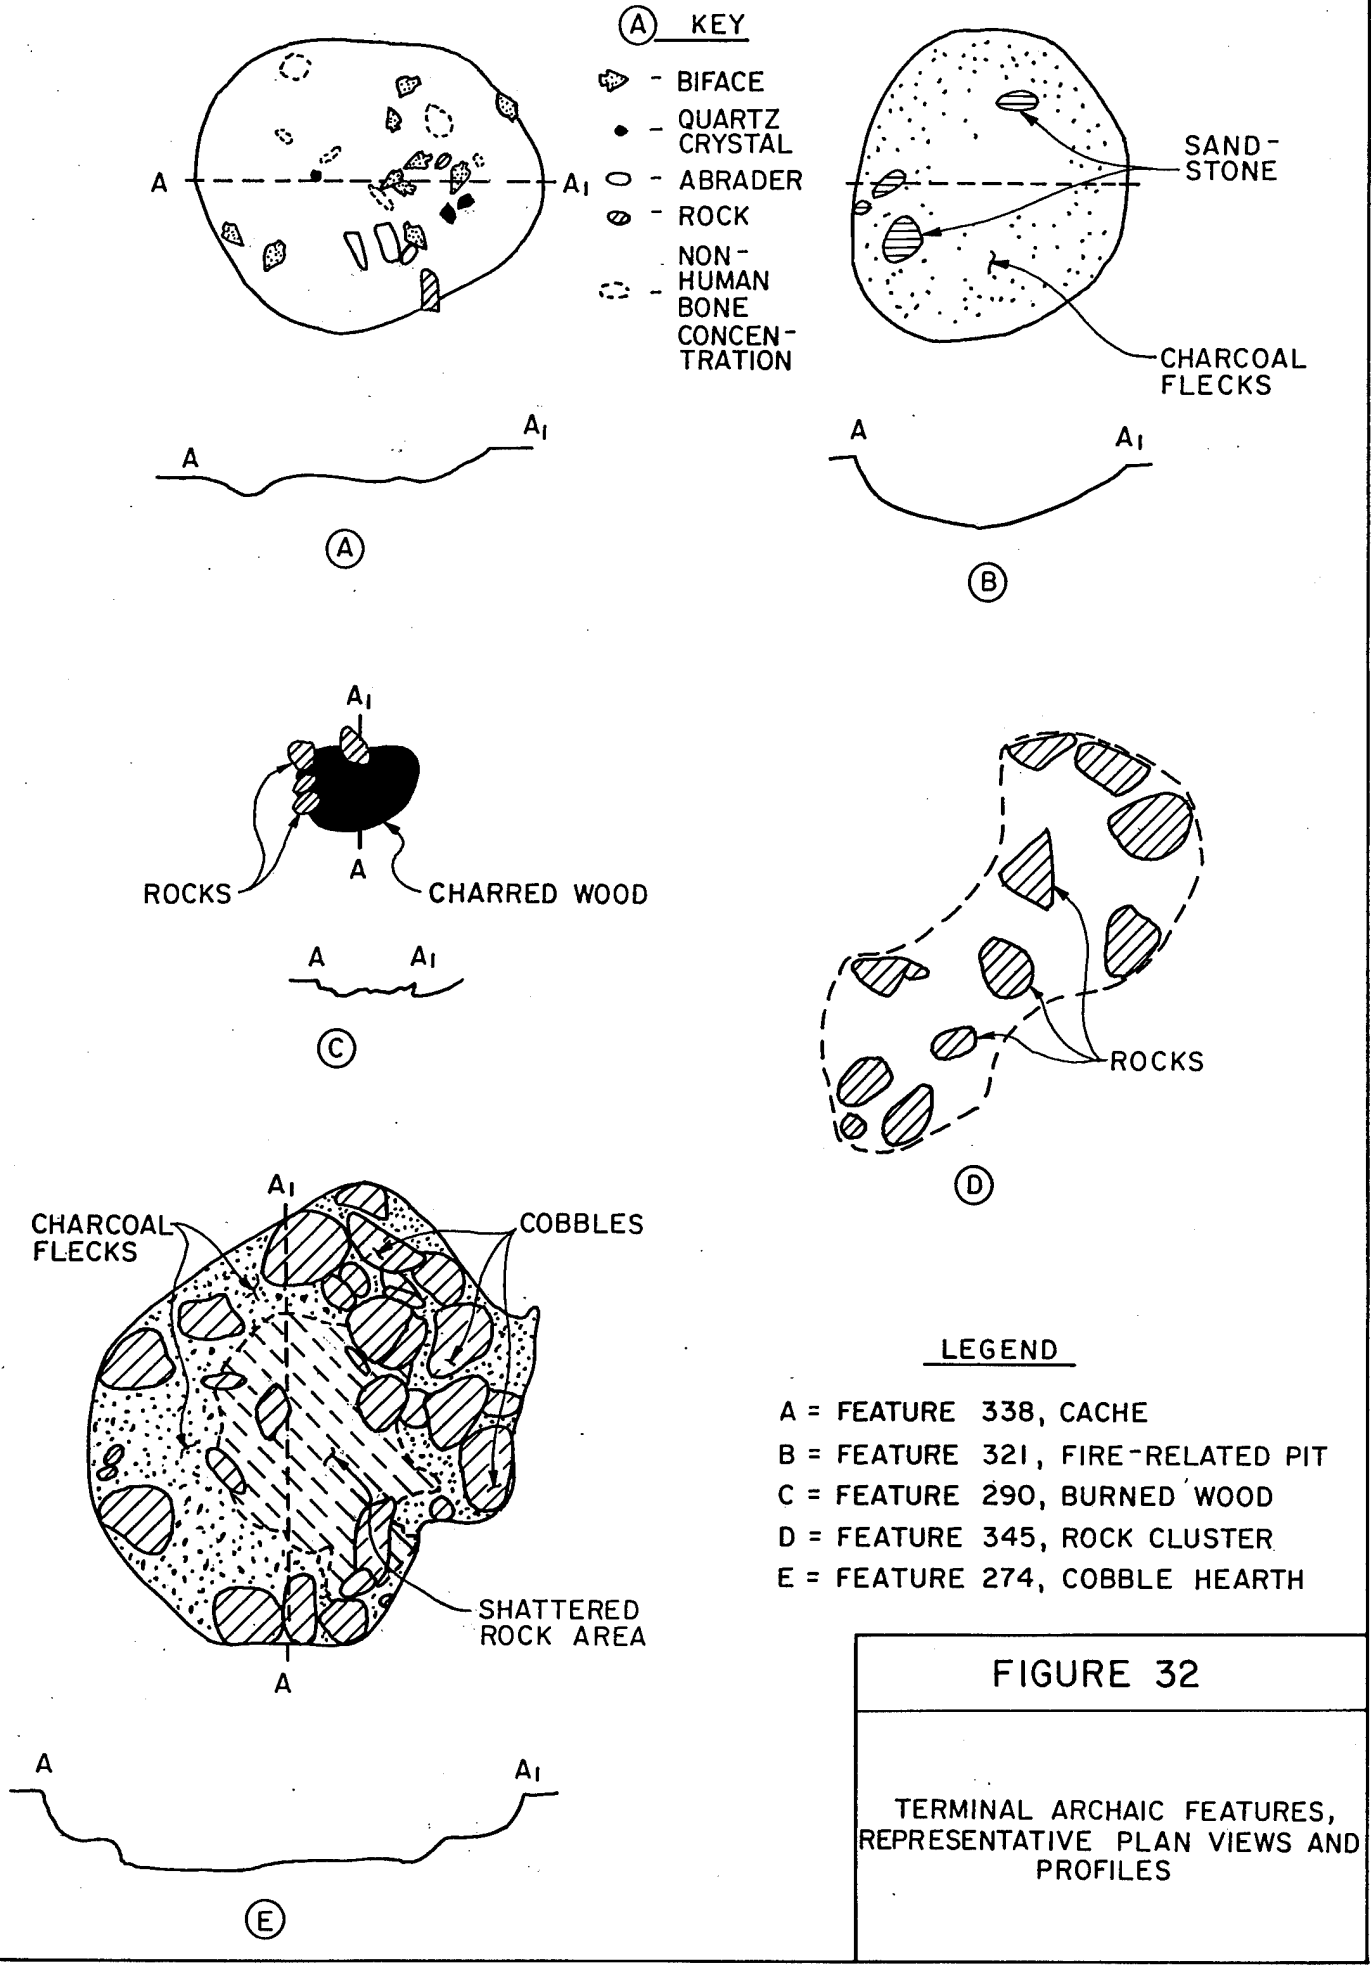 Ⓐ KEY
- BIFACE
- QUARTZ
CRYSTAL
- ABRADER
- ROCK
NON-
HUMAN
- BONE
CONCEN-
TRATION
A
A₁
A
A₁
Ⓐ
SAND-
STONE
CHARCOAL
FLECKS
A
A₁
Ⓑ
A₁
A
ROCKS
CHARRED WOOD
A
A₁
Ⓒ
ROCKS
Ⓓ
A₁
CHARCOAL
FLECKS
COBBLES
SHATTERED
ROCK AREA
A
A
A₁
Ⓔ
LEGEND
A = FEATURE 338, CACHE
B = FEATURE 321, FIRE-RELATED PIT
C = FEATURE 290, BURNED WOOD
D = FEATURE 345, ROCK CLUSTER
E = FEATURE 274, COBBLE HEARTH
FIGURE 32
TERMINAL ARCHAIC FEATURES,
REPRESENTATIVE PLAN VIEWS AND
PROFILES